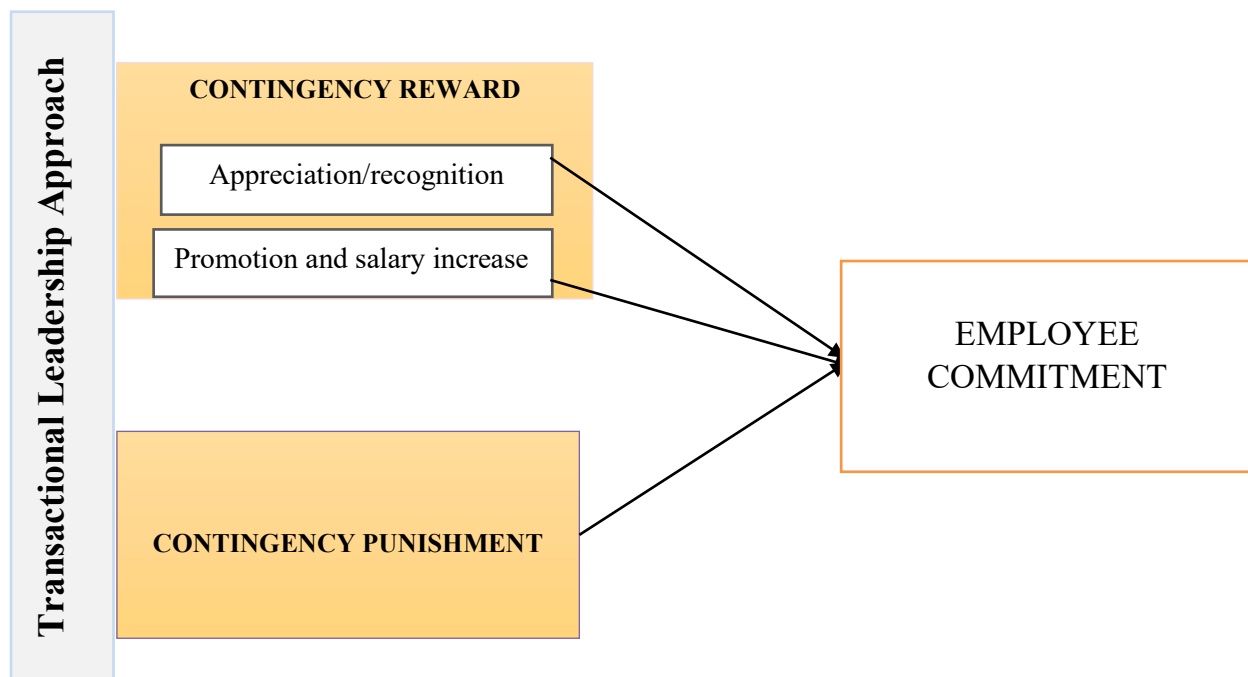 Transactional Leadership Approach
CONTINGENCY REWARD
Appreciation/recognition
Promotion and salary increase
CONTINGENCY PUNISHMENT
EMPLOYEE
COMMITMENT